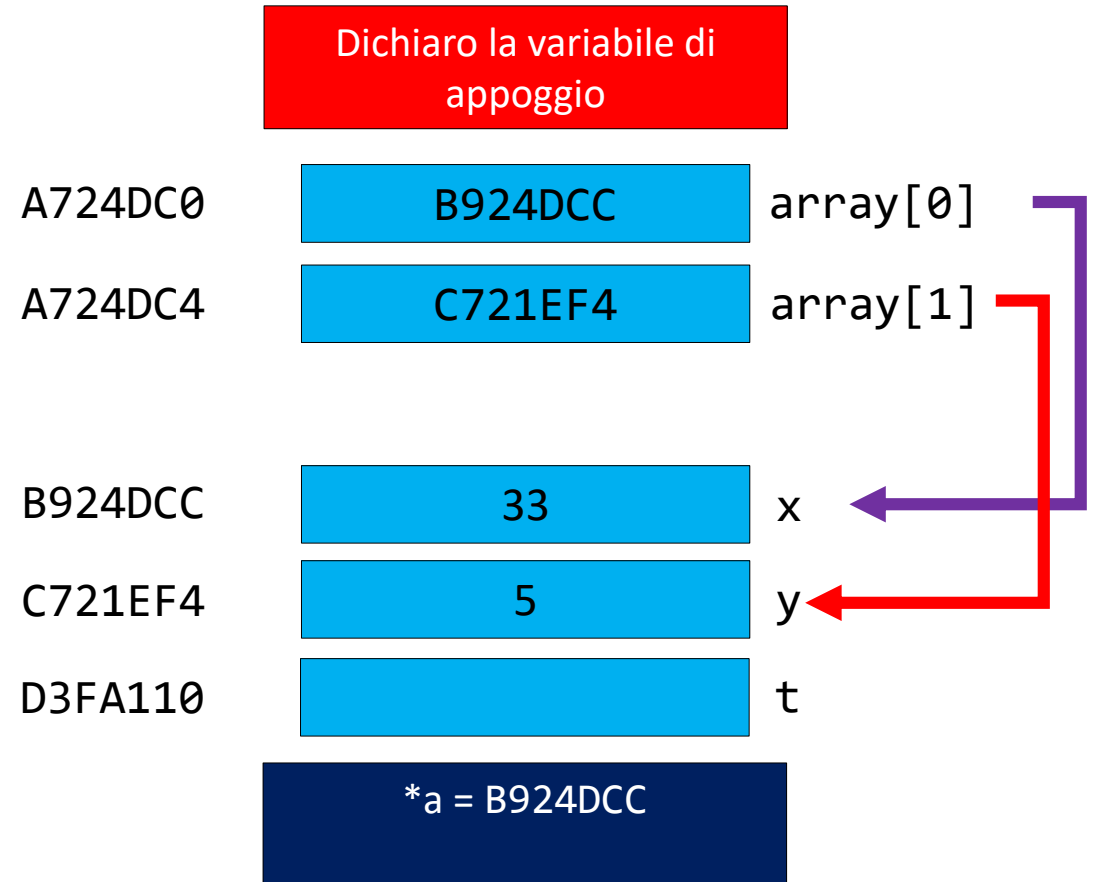 Dichiaro la variabile di
appoggio
A724DC0 B924DCC array[0]
A724DC4 C721EF4 array[1]
B924DCC 33 x
C721EF4 5 y
D3FA110 t
*a = B924DCC